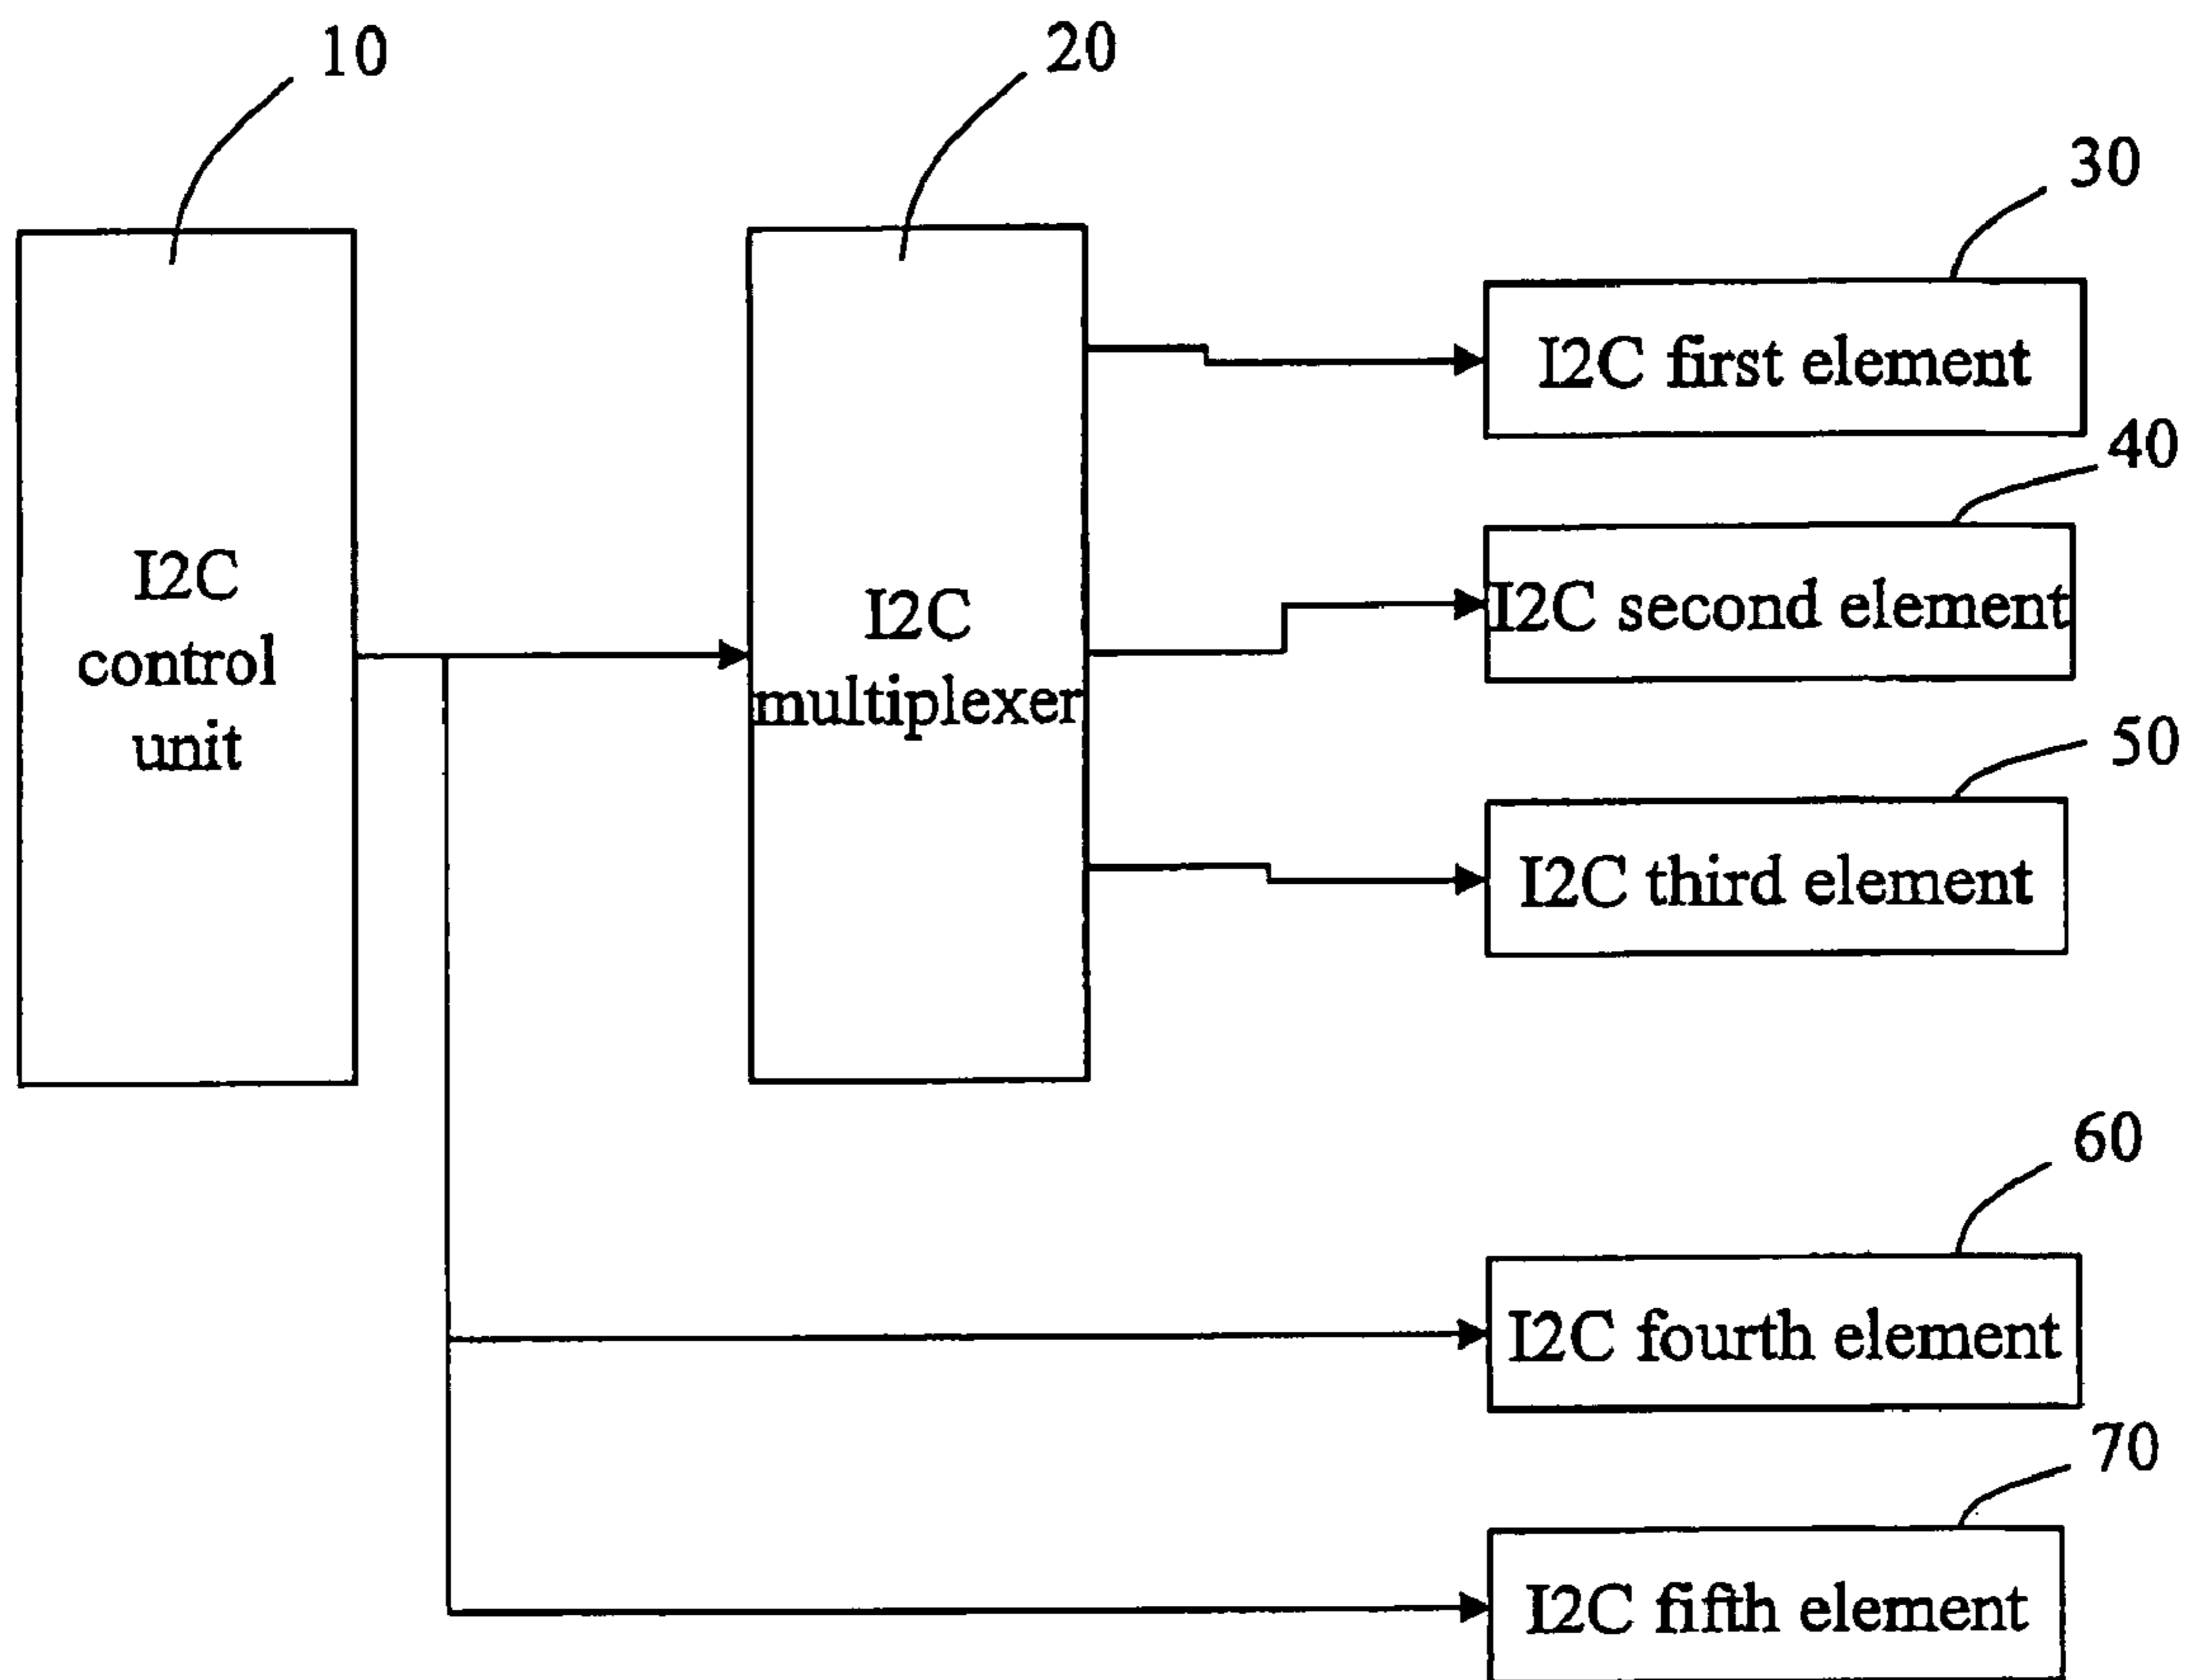 10
20
30
I2C first element
40
I2C
control
unit
I2C
multiplexer
I2C second element
50
I2C third element
60
I2C fourth element
70
I2C fifth element